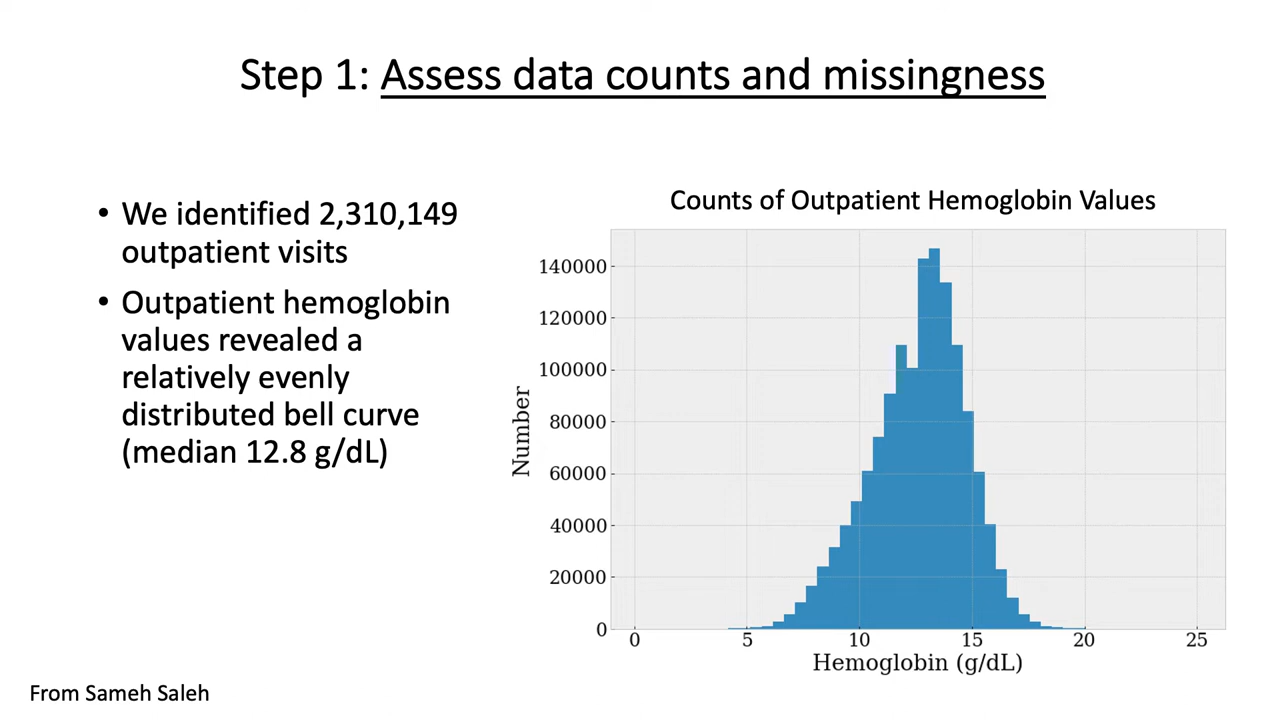 Step 1: Assess data counts and missingness
• We identified 2,310,149
outpatient visits
• Outpatient hemoglobin
values revealed a
relatively evenly
distributed bell curve
(median 12.8 g/dL)
Counts of Outpatient Hemoglobin Values
Number
140000
120000
100000
80000
60000
40000
20000
0
0 5 10 15 20 25
Hemoglobin (g/dL)
From Sameh Saleh